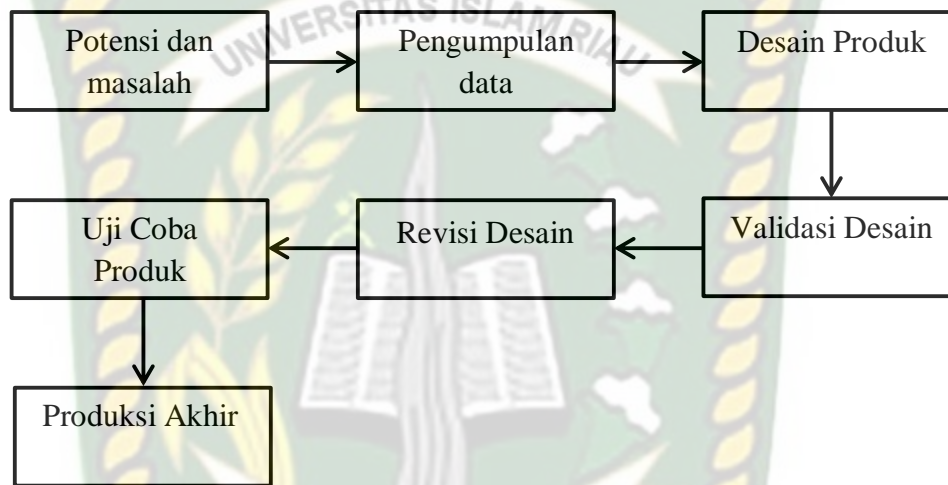 UNIVERSITAS ISLAM RIAU
Potensi dan
masalah
Pengumpulan
data
Desain Produk
Validasi Desain
Revisi Desain
Uji Coba
Produk
Produksi Akhir